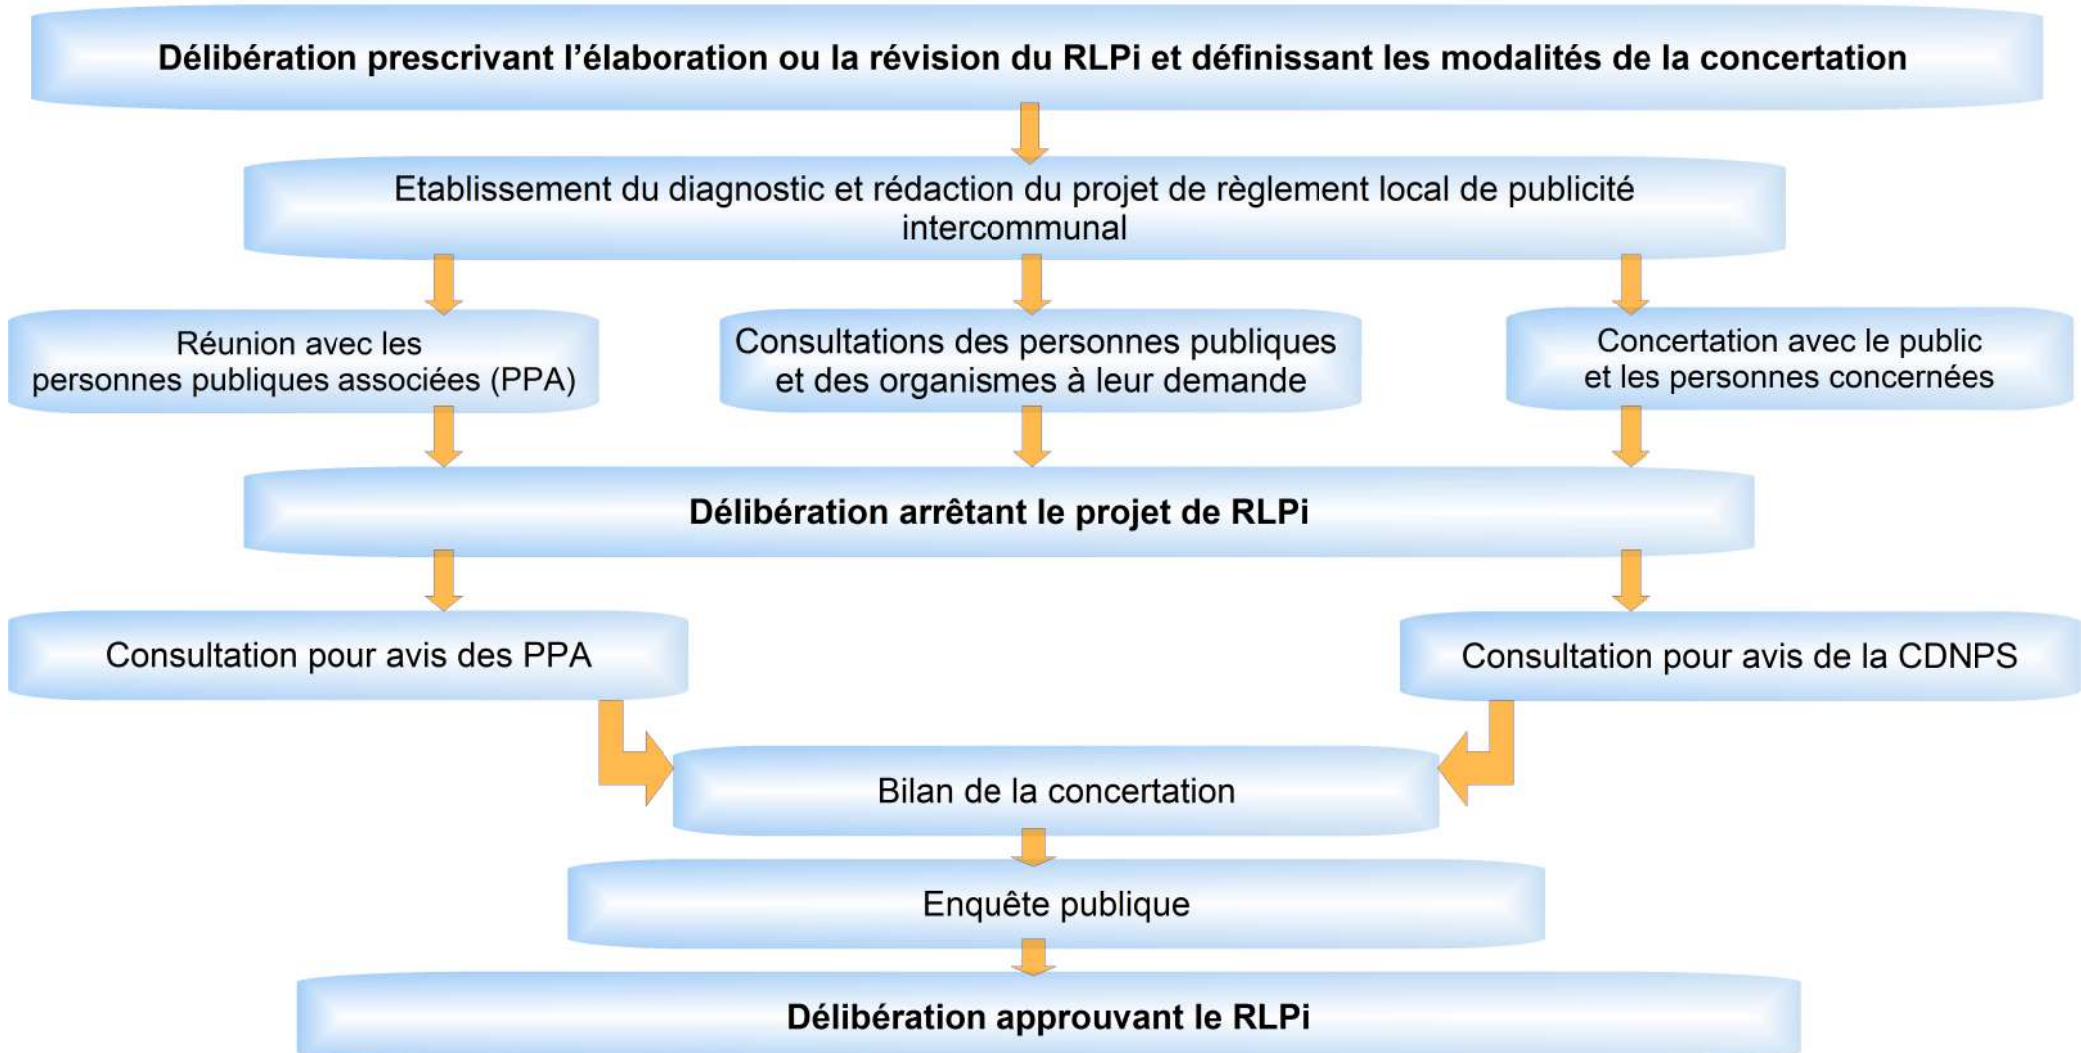 Délibération prescrivant l'élaboration ou la révision du RLPi et définissant les modalités de la concertation
Etablissement du diagnostic et rédaction du projet de règlement local de publicité
intercommunal
Réunion avec les
personnes publiques associées (PPA)
Consultations des personnes publiques
et des organismes à leur demande
Concertation avec le public
et les personnes concernées
Délibération arrêtant le projet de RLPi
Consultation pour avis des PPA
Consultation pour avis de la CDNPS
Bilan de la concertation
Enquête publique
Délibération approuvant le RLPi